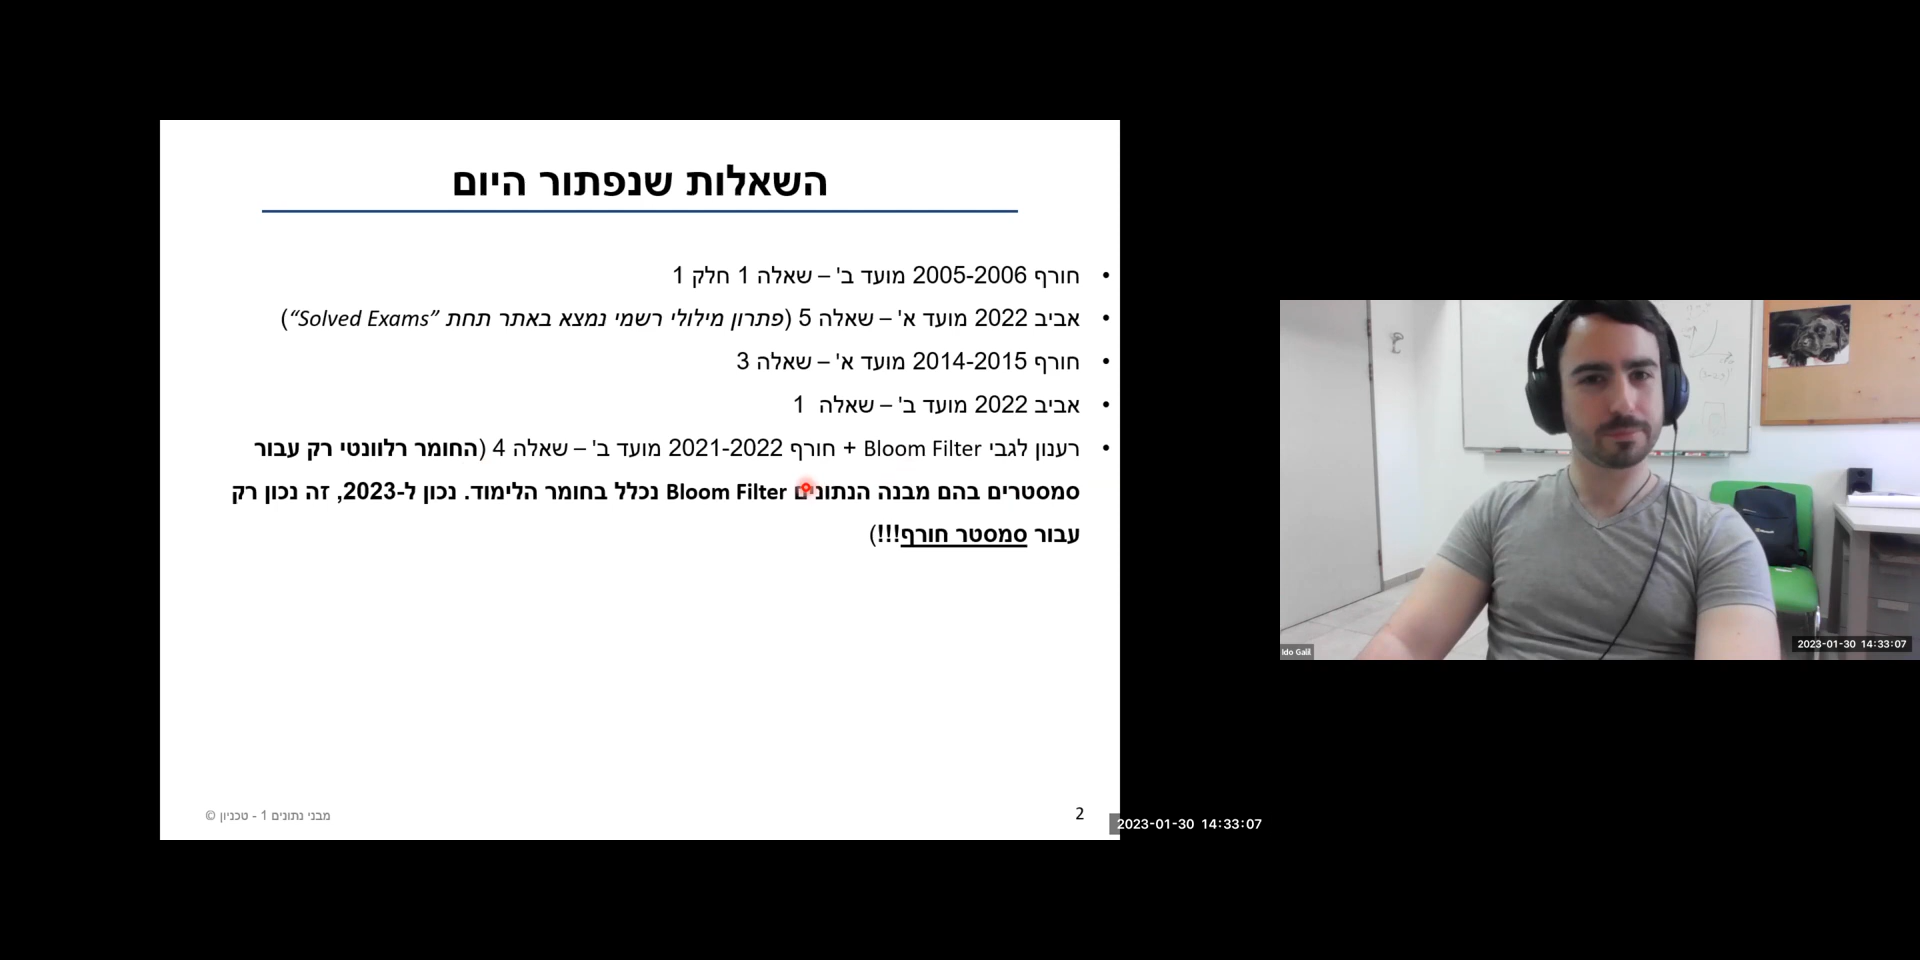 השאלות שנפתור היום
• חורף 2005-2006 מועד ב' – שאלה 1 חלק 1
• אביב 2022 מועד א' – שאלה 5 (פתרון מילולי רשמי נמצא באתר תחת "Solved Exams“)
• חורף 2014-2015 מועד א' – שאלה 3
• אביב 2022 מועד ב' – שאלה 1
• רענון לגבי Bloom Filter + חורף 2021-2022 מועד ב' – שאלה 4 (החומר רלוונטי רק עבור
סמסטרים בהם מבנה הנתונים Bloom Filter נכלל בחומר הלימוד. נכון ל-2023, זה נכון רק
עבור סמסטר חורף!!!)
מבני נתונים 1 - טכניון ©
2
2023-01-30 14:33:07
Ido Galil
2023-01-30 14:33:07